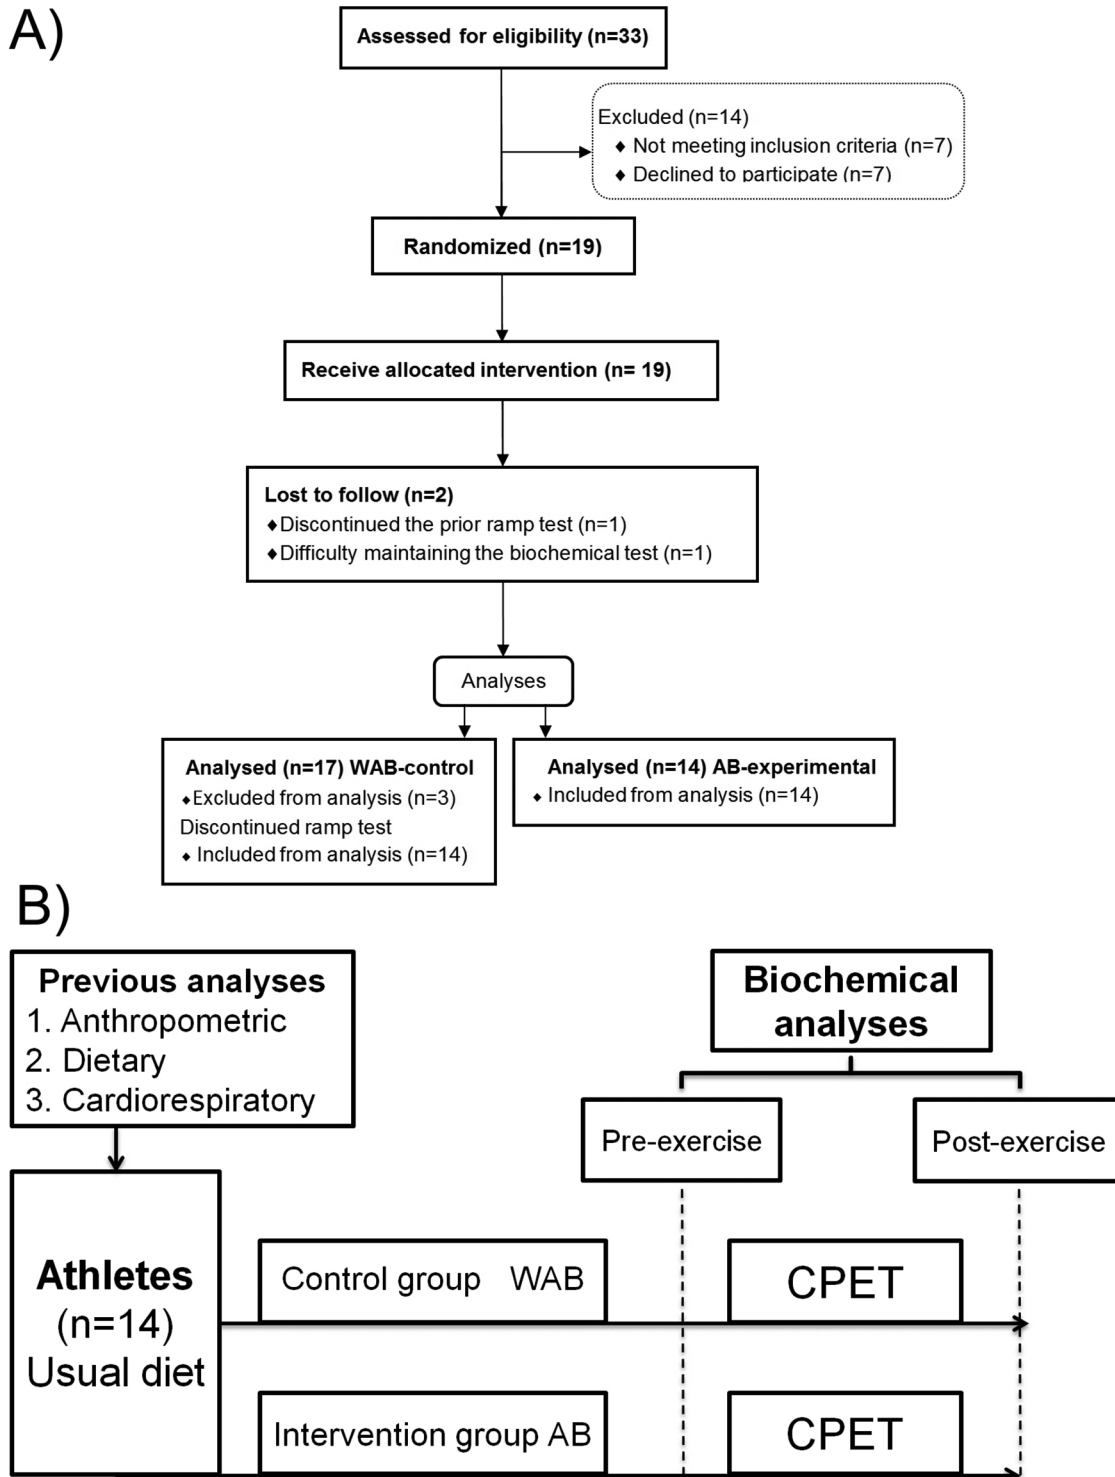 A)
Assessed for eligibility (n=33)
Excluded (n=14)
♦ Not meeting inclusion criteria (n=7)
♦ Declined to participate (n=7)
Randomized (n=19)
Receive allocated intervention (n= 19)
Lost to follow (n=2)
♦Discontinued the prior ramp test (n=1)
♦Difficulty maintaining the biochemical test (n=1)
Analyses
Analysed (n=17) WAB-control
♦Excluded from analysis (n=3)
Discontinued ramp test
♦ Included from analysis (n=14)
Analysed (n=14) AB-experimental
♦ Included from analysis (n=14)
B)
Previous analyses
1. Anthropometric
2. Dietary
3. Cardiorespiratory
Biochemical
analyses
Pre-exercise
Post-exercise
Athletes
(n=14)
Usual diet
Control group WAB
CPET
Intervention group AB
CPET